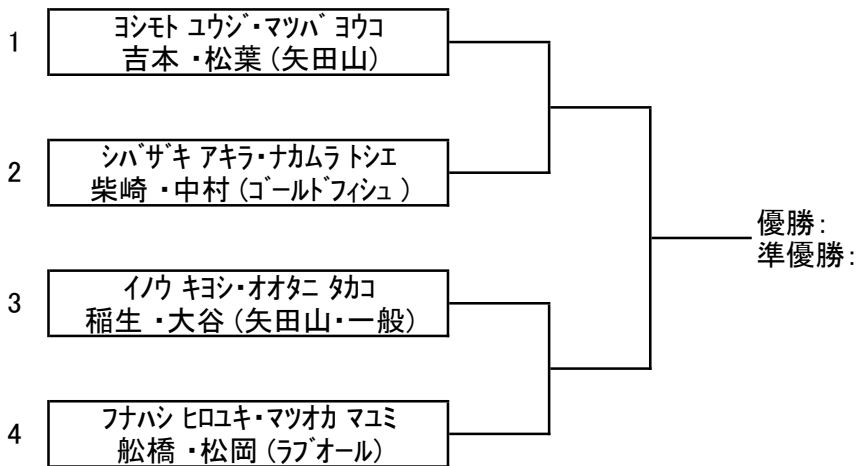 1
ﾖｼﾓﾄ ﾕｳｼﾞ・ﾏﾂﾊﾞ ﾖｳｺ
吉本 ・松葉 (矢田山)
2
ｼﾊﾞｻﾞｷ ｱｷﾗ・ﾅｶﾑﾗ ﾄｼｴ
柴崎 ・中村 (ｺﾞｰﾙﾄﾞﾌｨｼｭ )
優勝:
準優勝:
3
ｲﾉｳ ｷﾖｼ・ｵｵﾀﾆ ﾀｶｺ
稲生 ・大谷 (矢田山・一般)
4
ﾌﾅﾊｼ ﾋﾛﾕｷ・ﾏﾂｵｶ ﾏﾕﾐ
舩橋 ・松岡 (ﾗﾌﾞｵｰﾙ)